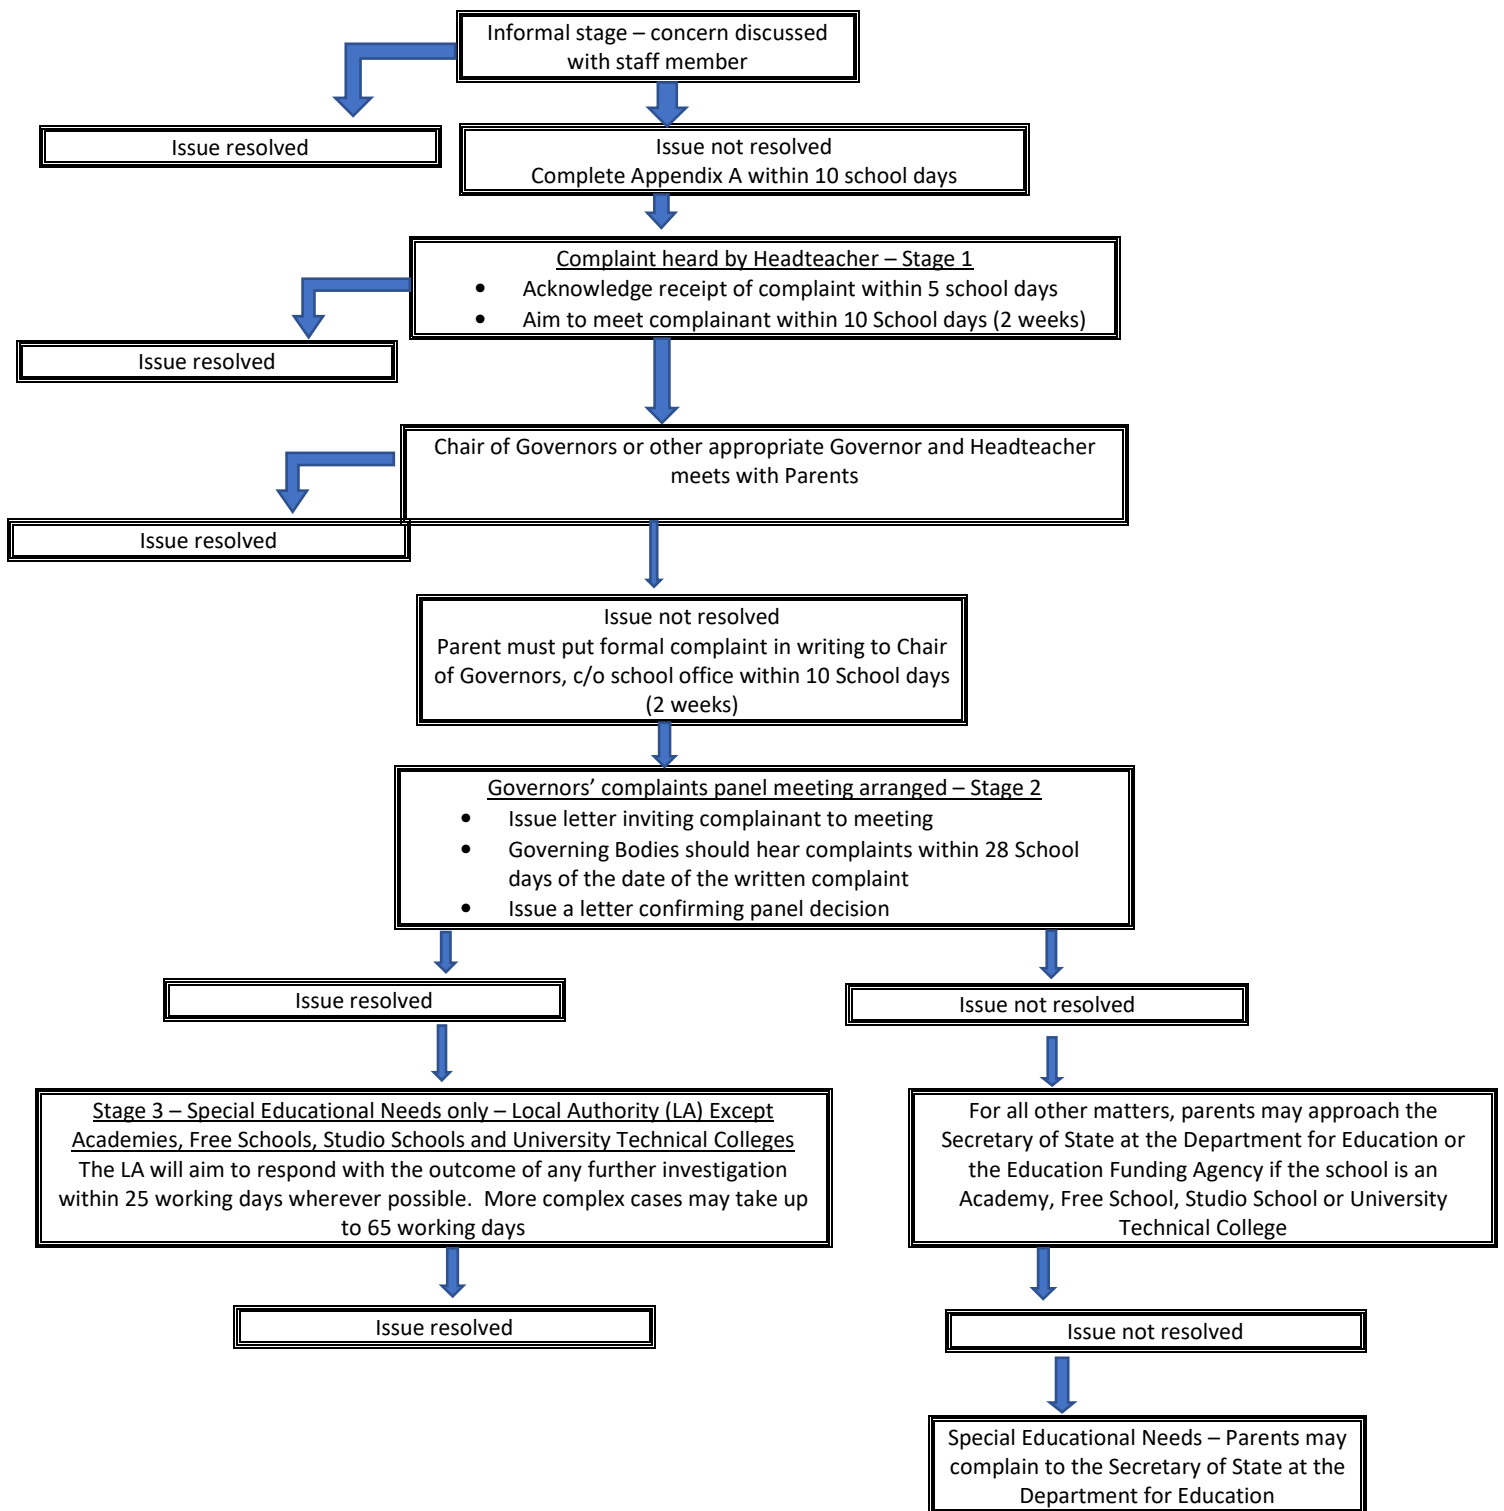 Informal stage – concern discussed
with staff member
Issue resolved
Issue not resolved
Complete Appendix A within 10 school days
Complaint heard by Headteacher – Stage 1
• Acknowledge receipt of complaint within 5 school days
• Aim to meet complainant within 10 School days (2 weeks)
Issue resolved
Chair of Governors or other appropriate Governor and Headteacher
meets with Parents
Issue resolved
Issue not resolved
Parent must put formal complaint in writing to Chair
of Governors, c/o school office within 10 School days
(2 weeks)
Governors’ complaints panel meeting arranged – Stage 2
• Issue letter inviting complainant to meeting
• Governing Bodies should hear complaints within 28 School
days of the date of the written complaint
• Issue a letter confirming panel decision
Issue resolved
Issue not resolved
Stage 3 – Special Educational Needs only – Local Authority (LA) Except
Academies, Free Schools, Studio Schools and University Technical Colleges
The LA will aim to respond with the outcome of any further investigation
within 25 working days wherever possible.  More complex cases may take up
to 65 working days
For all other matters, parents may approach the
Secretary of State at the Department for Education or
the Education Funding Agency if the school is an
Academy, Free School, Studio School or University
Technical College
Issue resolved
Issue not resolved
Special Educational Needs – Parents may
complain to the Secretary of State at the
Department for Education